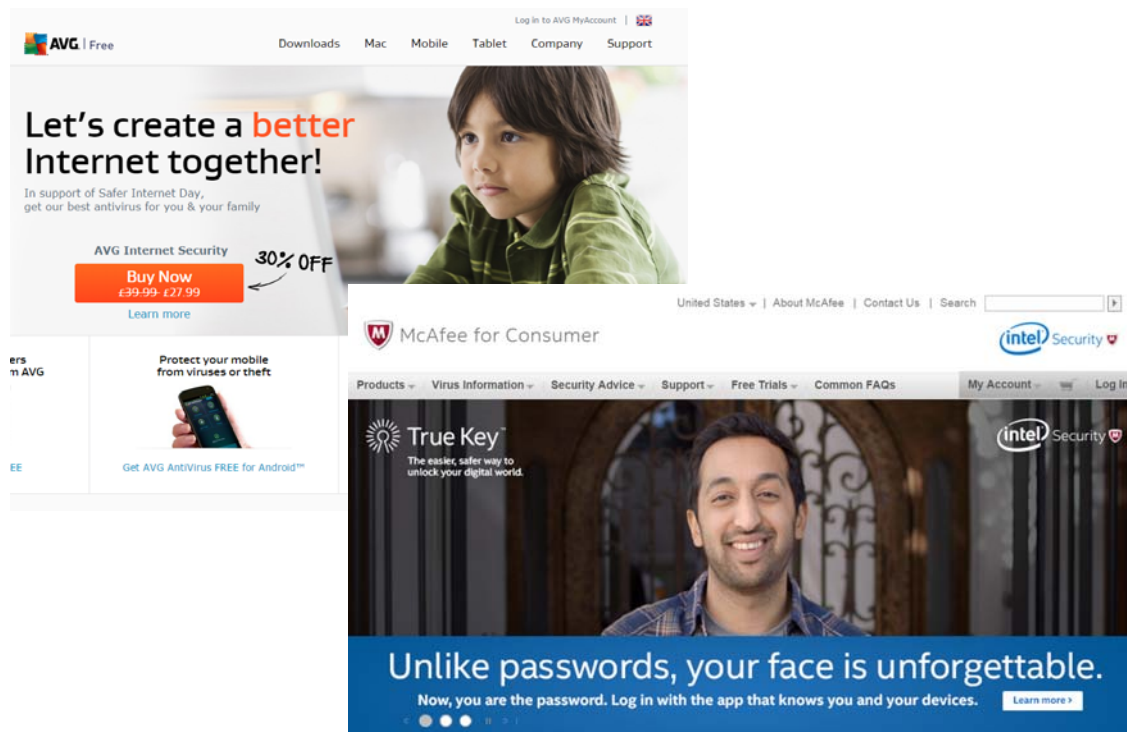 Log in to AVG MyAccount |
AVG. | Free
Downloads Mac Mobile Tablet Company Support
Let's create a better
Internet together!
In support of Safer Internet Day,
get our best antivirus for you & your family
AVG Internet Security
30% OFF
Buy Now
£39.99 £27.99
Learn more
ers
m AVG
EE
Protect your mobile
from viruses or theft
Get AVG AntiVirus FREE for Android™
United States | About McAfee | Contact Us | Search
McAfee for Consumer
intel Security
Products Virus Information Security Advice Support Free Trials Common FAQs My Account Log In
True Key™
The easier, safer way to
unlock your digital world.
intel Security
Unlike passwords, your face is unforgettable.
Now, you are the password. Log in with the app that knows you and your devices.
Learn more >